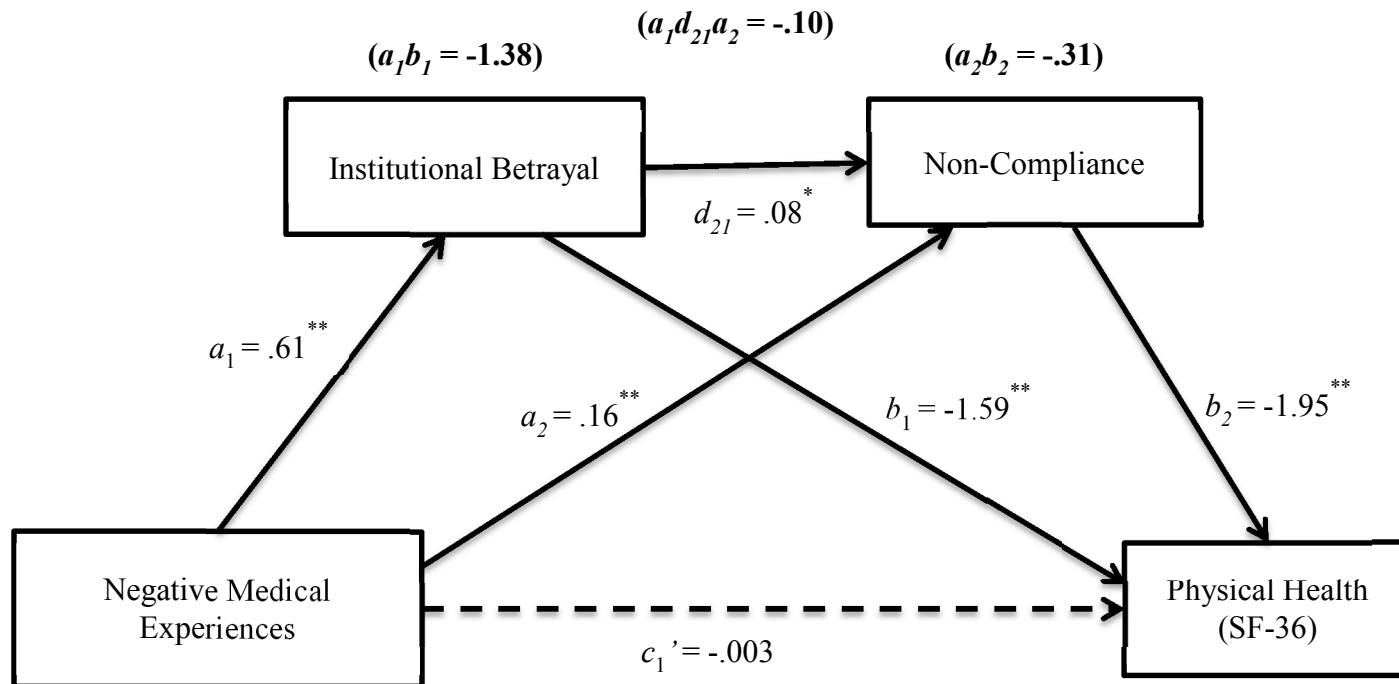 (a₁d₂₁a₂ = -.10)
(a₁b₁ = -1.38)
(a₂b₂ = -.31)
Institutional Betrayal
Non-Compliance
d₂₁ = .08*
a₁ = .61**
a₂ = .16**
b₁ = -1.59**
b₂ = -1.95**
Negative Medical
Experiences
Physical Health
(SF-36)
c₁’ = -.003